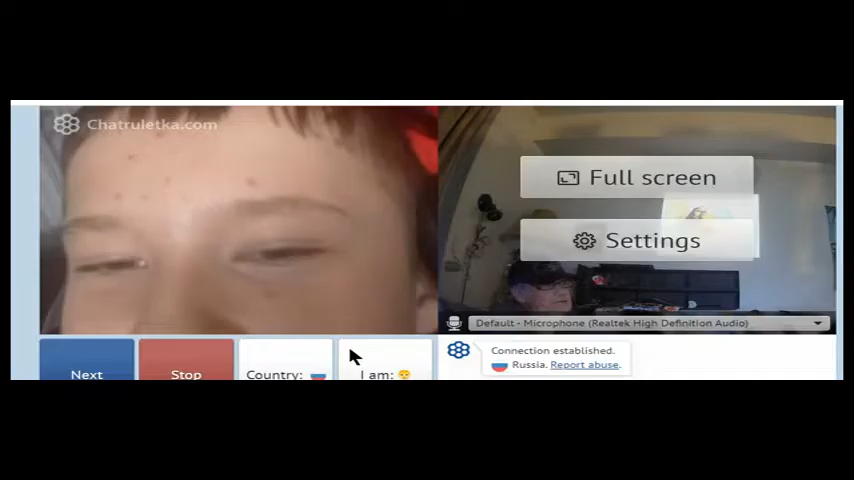 Chatruletka.com
Full screen
Settings
Default - Microphone (Realtek High Definition Audio)
Next
Stop
Country:
I am:
Connection established.
Russia. Report abuse.